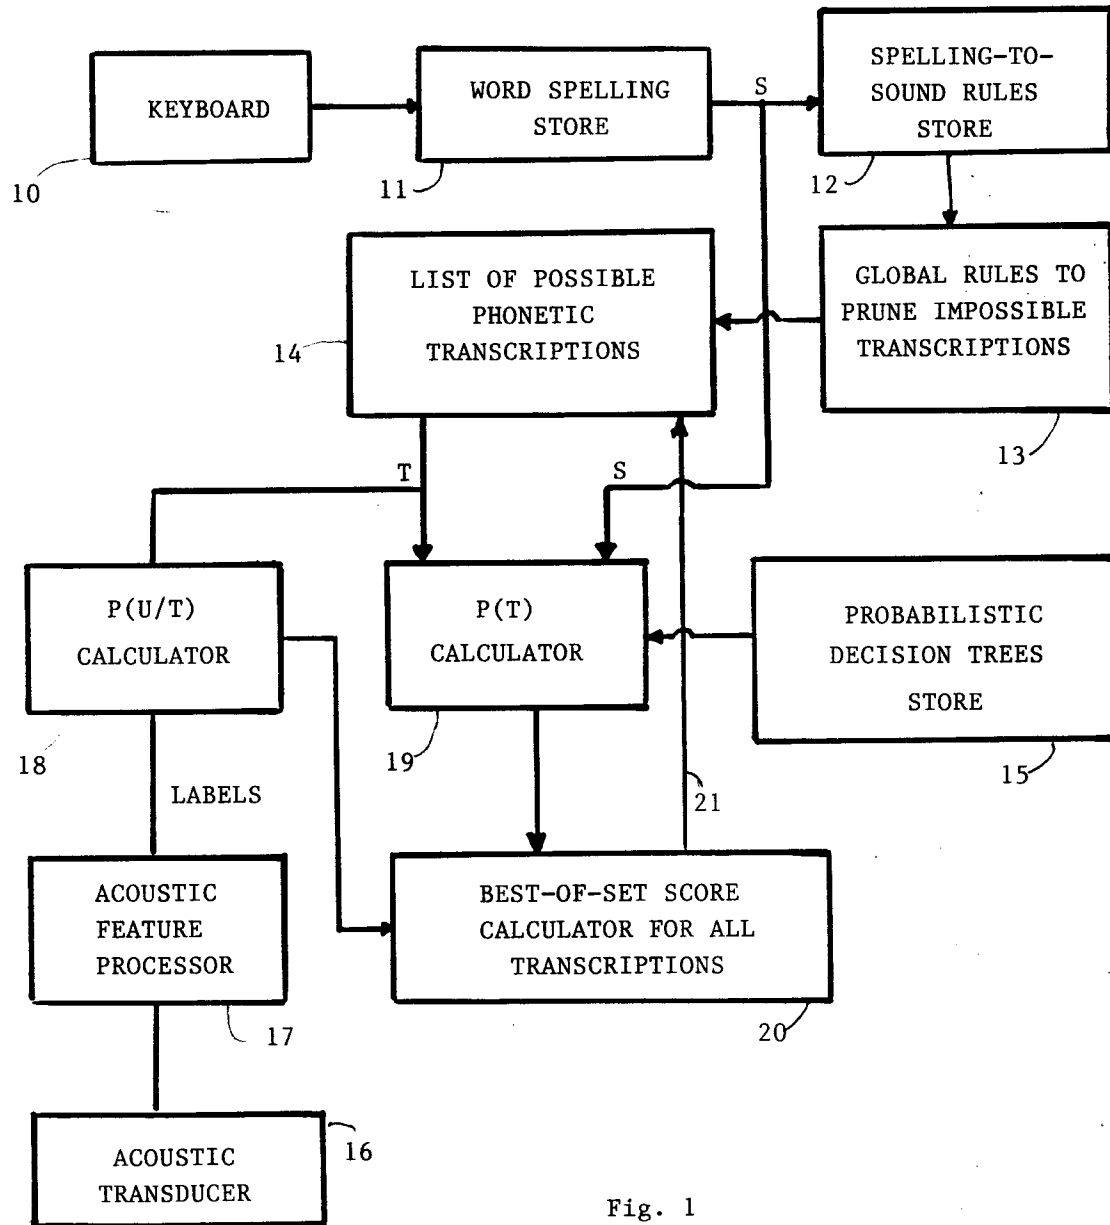 KEYBOARD
10
WORD SPELLING
STORE
11
S
SPELLING-TO-
SOUND RULES
STORE
12
LIST OF POSSIBLE
PHONETIC
TRANSCRIPTIONS
14
GLOBAL RULES TO
PRUNE IMPOSSIBLE
TRANSCRIPTIONS
13
T
S
P(U/T)
CALCULATOR
18
P(T)
CALCULATOR
19
PROBABILISTIC
DECISION TREES
STORE
15
21
LABELS
ACOUSTIC
FEATURE
PROCESSOR
17
BEST-OF-SET SCORE
CALCULATOR FOR ALL
TRANSCRIPTIONS
20
ACOUSTIC
TRANSDUCER
16
Fig. 1